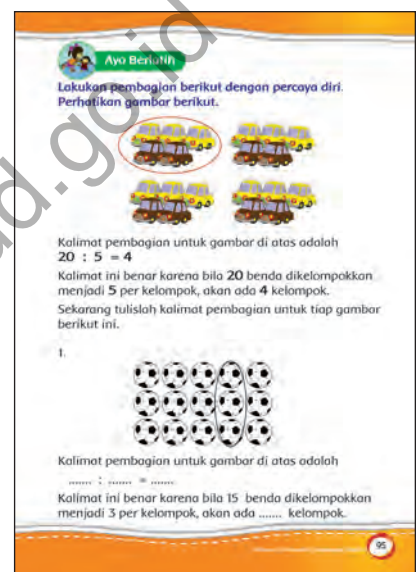 Ayo Berlatih
Lakukan pembagian berikut dengan percaya diri.
Perhatikan gambar berikut.
Kalimat pembagian untuk gambar di atas adalah
20 : 5 = 4
Kalimat ini benar karena bila 20 benda dikelompokkan
menjadi 5 per kelompok, akan ada 4 kelompok.
Sekarang tulislah kalimat pembagian untuk tiap gambar
berikut ini.
1.
Kalimat pembagian untuk gambar di atas adalah
....... : ....... = .......
Kalimat ini benar karena bila 15 benda dikelompokkan
menjadi 3 per kelompok, akan ada ....... kelompok.
95